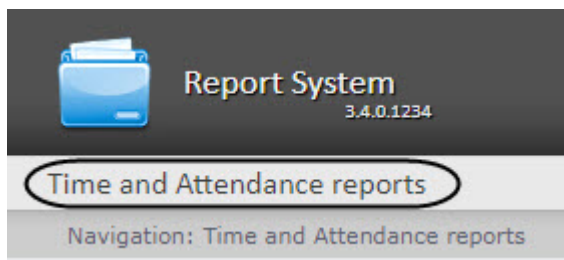 Report System
3.4.0.1234
Time and Attendance reports
Navigation: Time and Attendance reports